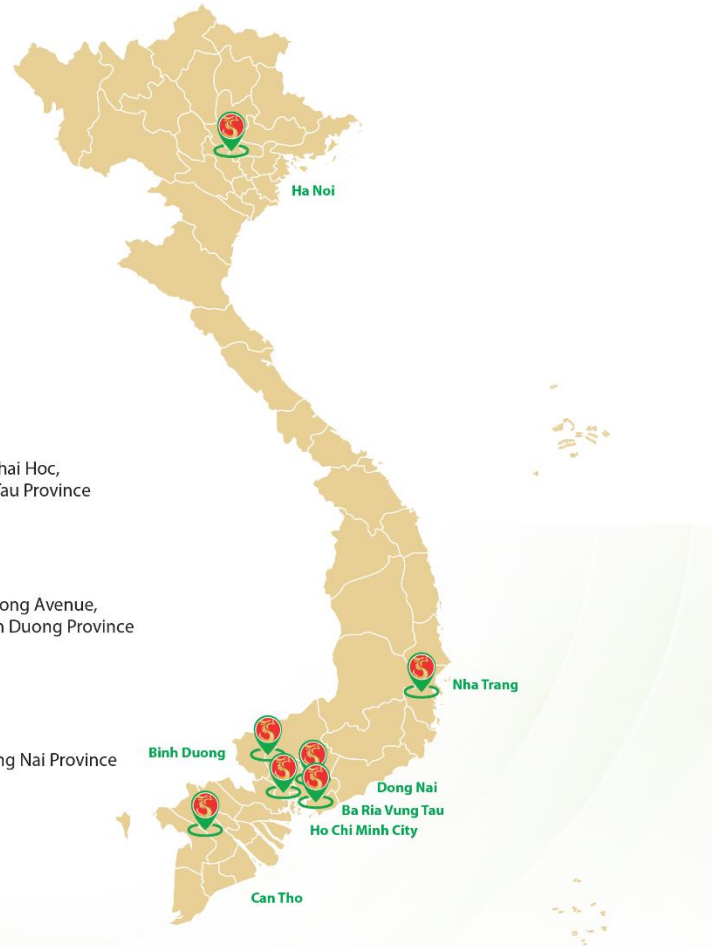 Ha Noi
hai Hoc,
Tau Province
ong Avenue,
Duong Province
Nha Trang
Binh Duong
ng Nai Province
Dong Nai
Ba Ria Vung Tau
Ho Chi Minh City
Can Tho